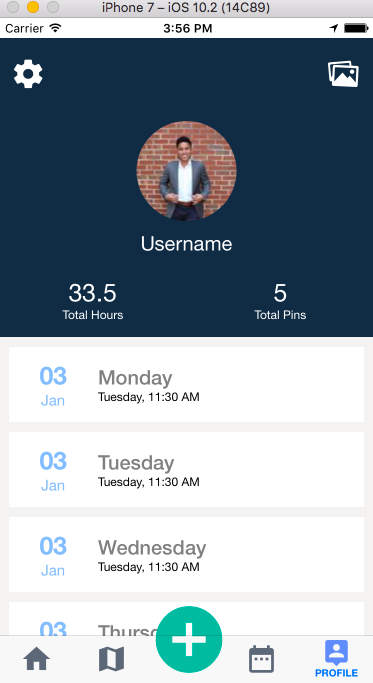 iPhone 7 – iOS 10.2 (14C89)
Carrier 3:56 PM
Username
33.5 5
Total Hours Total Pins
03 Monday
Jan Tuesday, 11:30 AM
03 Tuesday
Jan Tuesday, 11:30 AM
03 Wednesday
Jan Tuesday, 11:30 AM
03
PROFILE